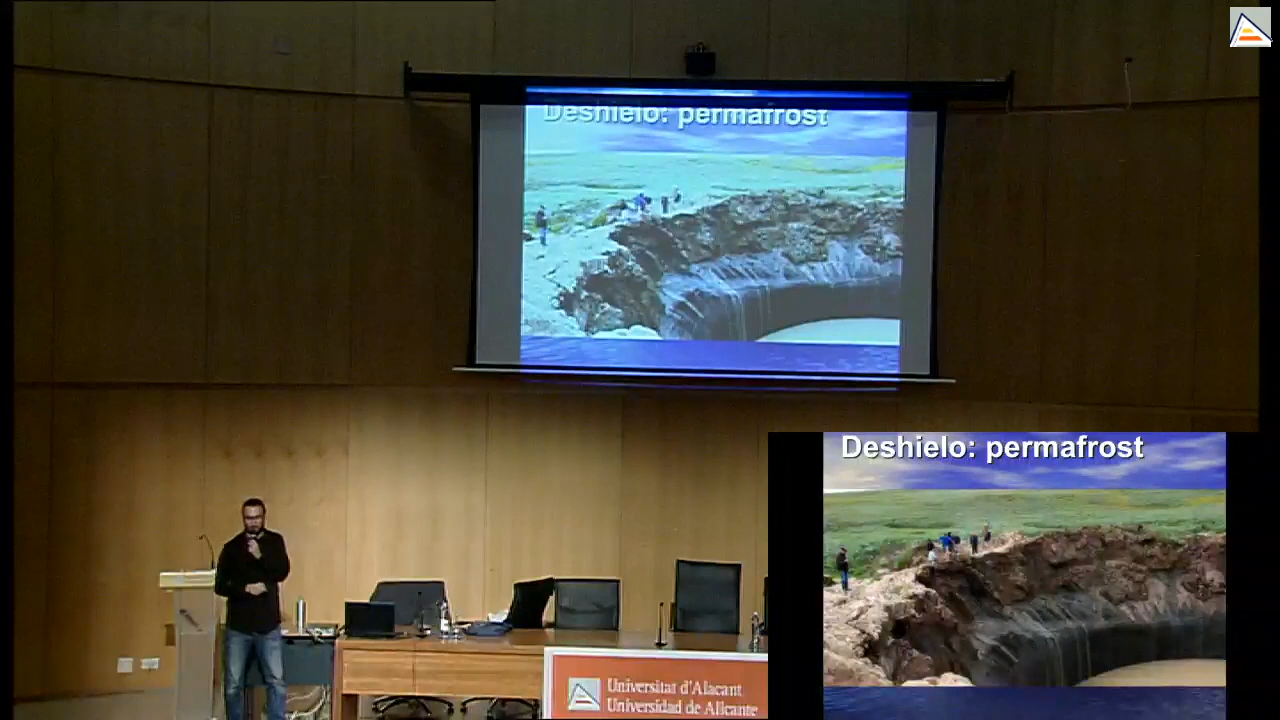 Deshielo: permafrost
Deshielo: permafrost
Universitat d'Alacant
Universidad de Alicante